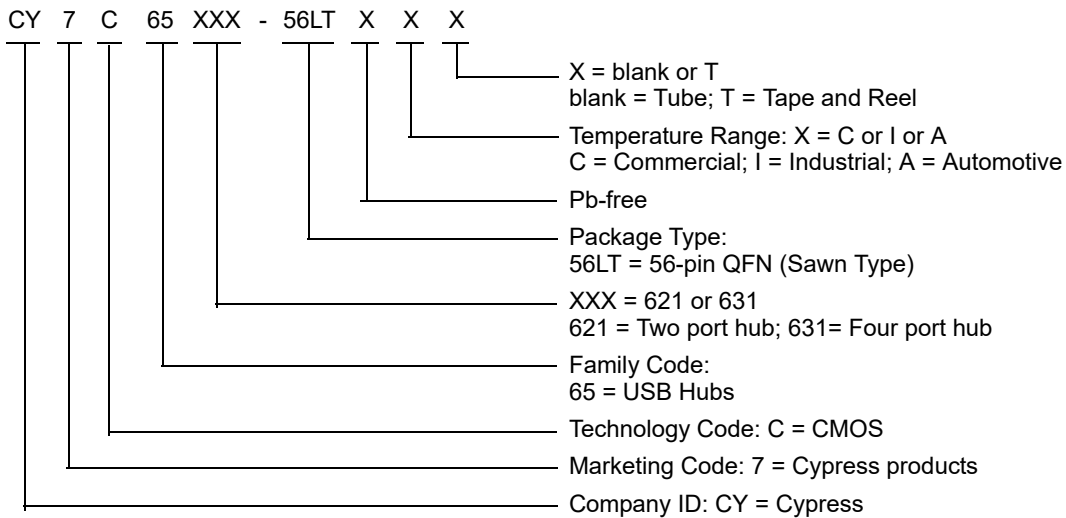 CY 7 C 65 XXX - 56LT X X X
X = blank or T
blank = Tube; T = Tape and Reel
Temperature Range: X = C or I or A
C = Commercial; I = Industrial; A = Automotive
Pb-free
Package Type:
56LT = 56-pin QFN (Sawn Type)
XXX = 621 or 631
621 = Two port hub; 631= Four port hub
Family Code:
65 = USB Hubs
Technology Code: C = CMOS
Marketing Code: 7 = Cypress products
Company ID: CY = Cypress